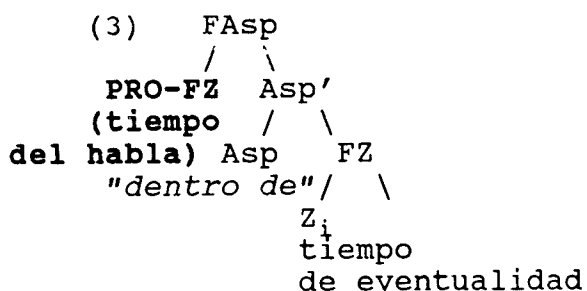 (3) FAsp
/ \
PRO-FZ Asp'
(tiempo / \
del habla) Asp FZ
"dentro de" / \
Zi
tiempo
de eventualidad